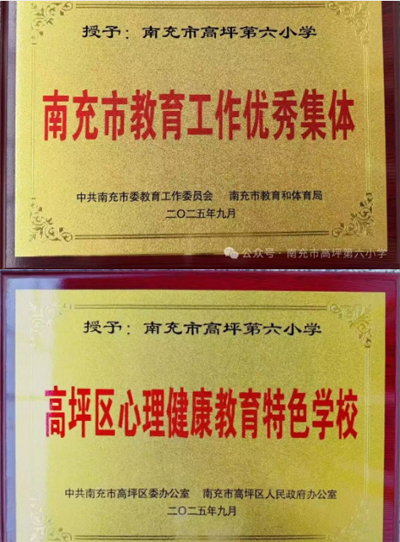 授予：南充市高坪第六小学
南充市教育工作优秀集体
中共南充市委教育工作委员会 南充市教育和体育局
二〇二五年九月
公众号·南充市高坪第六小学
授予：南充市高坪第六小学
高坪区心理健康教育特色学校
中共南充市高坪区委办公室 南充市高坪区人民政府办公室
二〇二五年九月